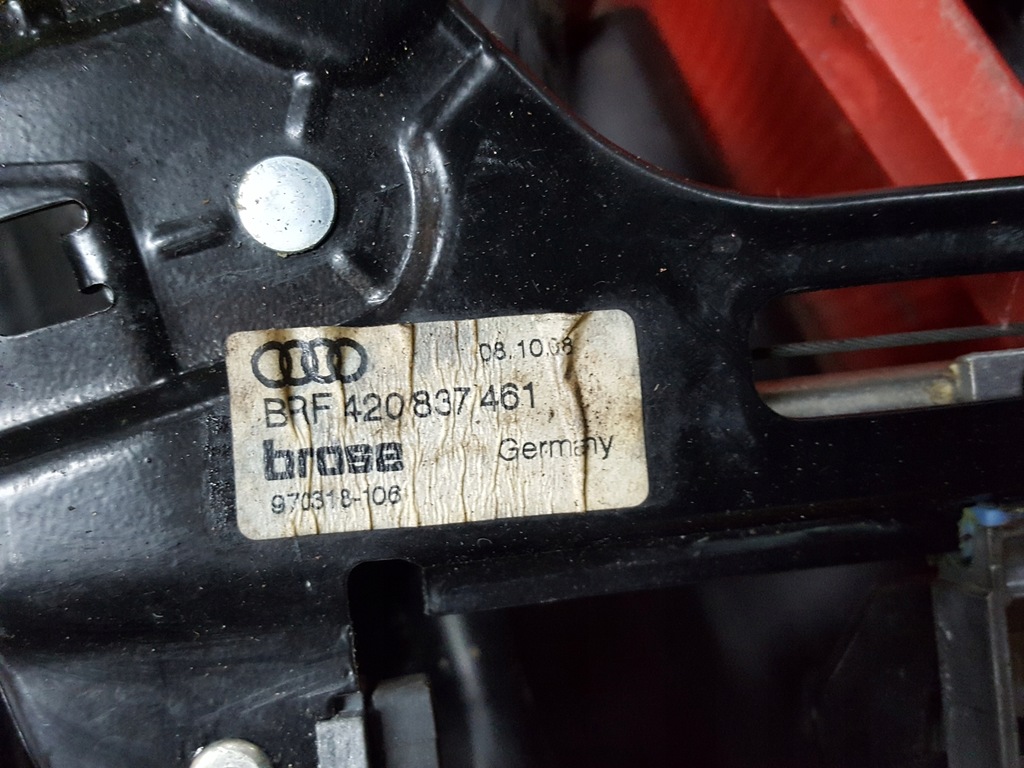 08.10.08
BRF 420 837 461
brose Germany
970318-106